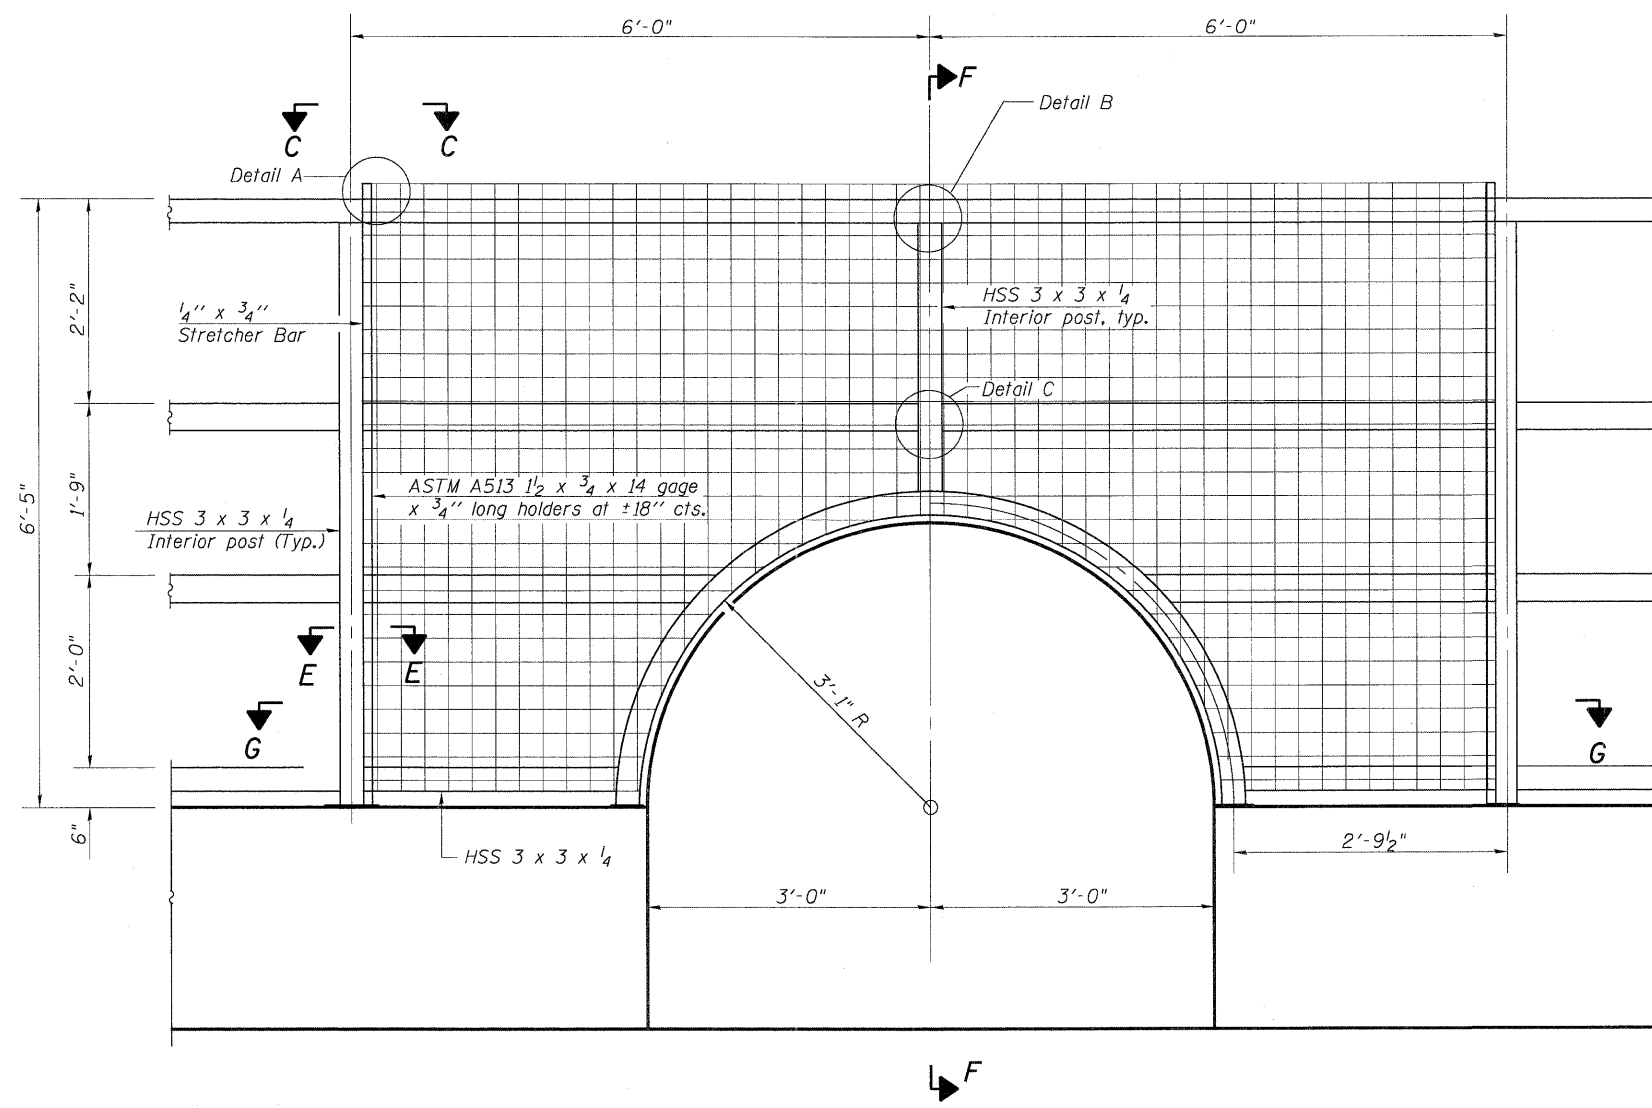 6'-0" 6'-0"
F
Detail B
C C
Detail A
2'-2"
1/4" x 3/4"
Stretcher Bar
HSS 3 x 3 x 1/4
Interior post, typ.
Detail C
6'-5"
1'-9"
ASTM A513 1 1/2 x 3/4 x 14 gage
x 3/4" long holders at ±18" cts.
HSS 3 x 3 x 1/4
Interior post (Typ.)
2'-0"
E E
3'-1" R
G G
6"
HSS 3 x 3 x 1/4
2'-9 1/2"
3'-0" 3'-0"
F